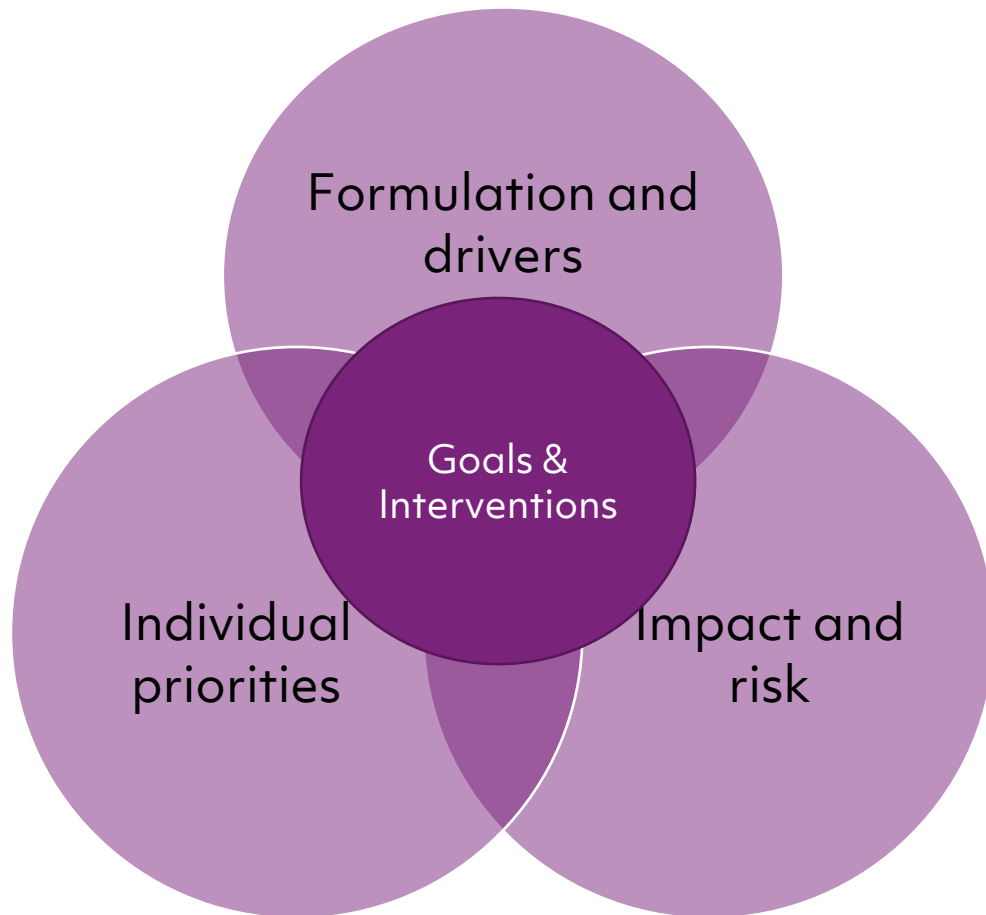 Formulation and
drivers
Goals &
Interventions
Individual
priorities
Impact and
risk